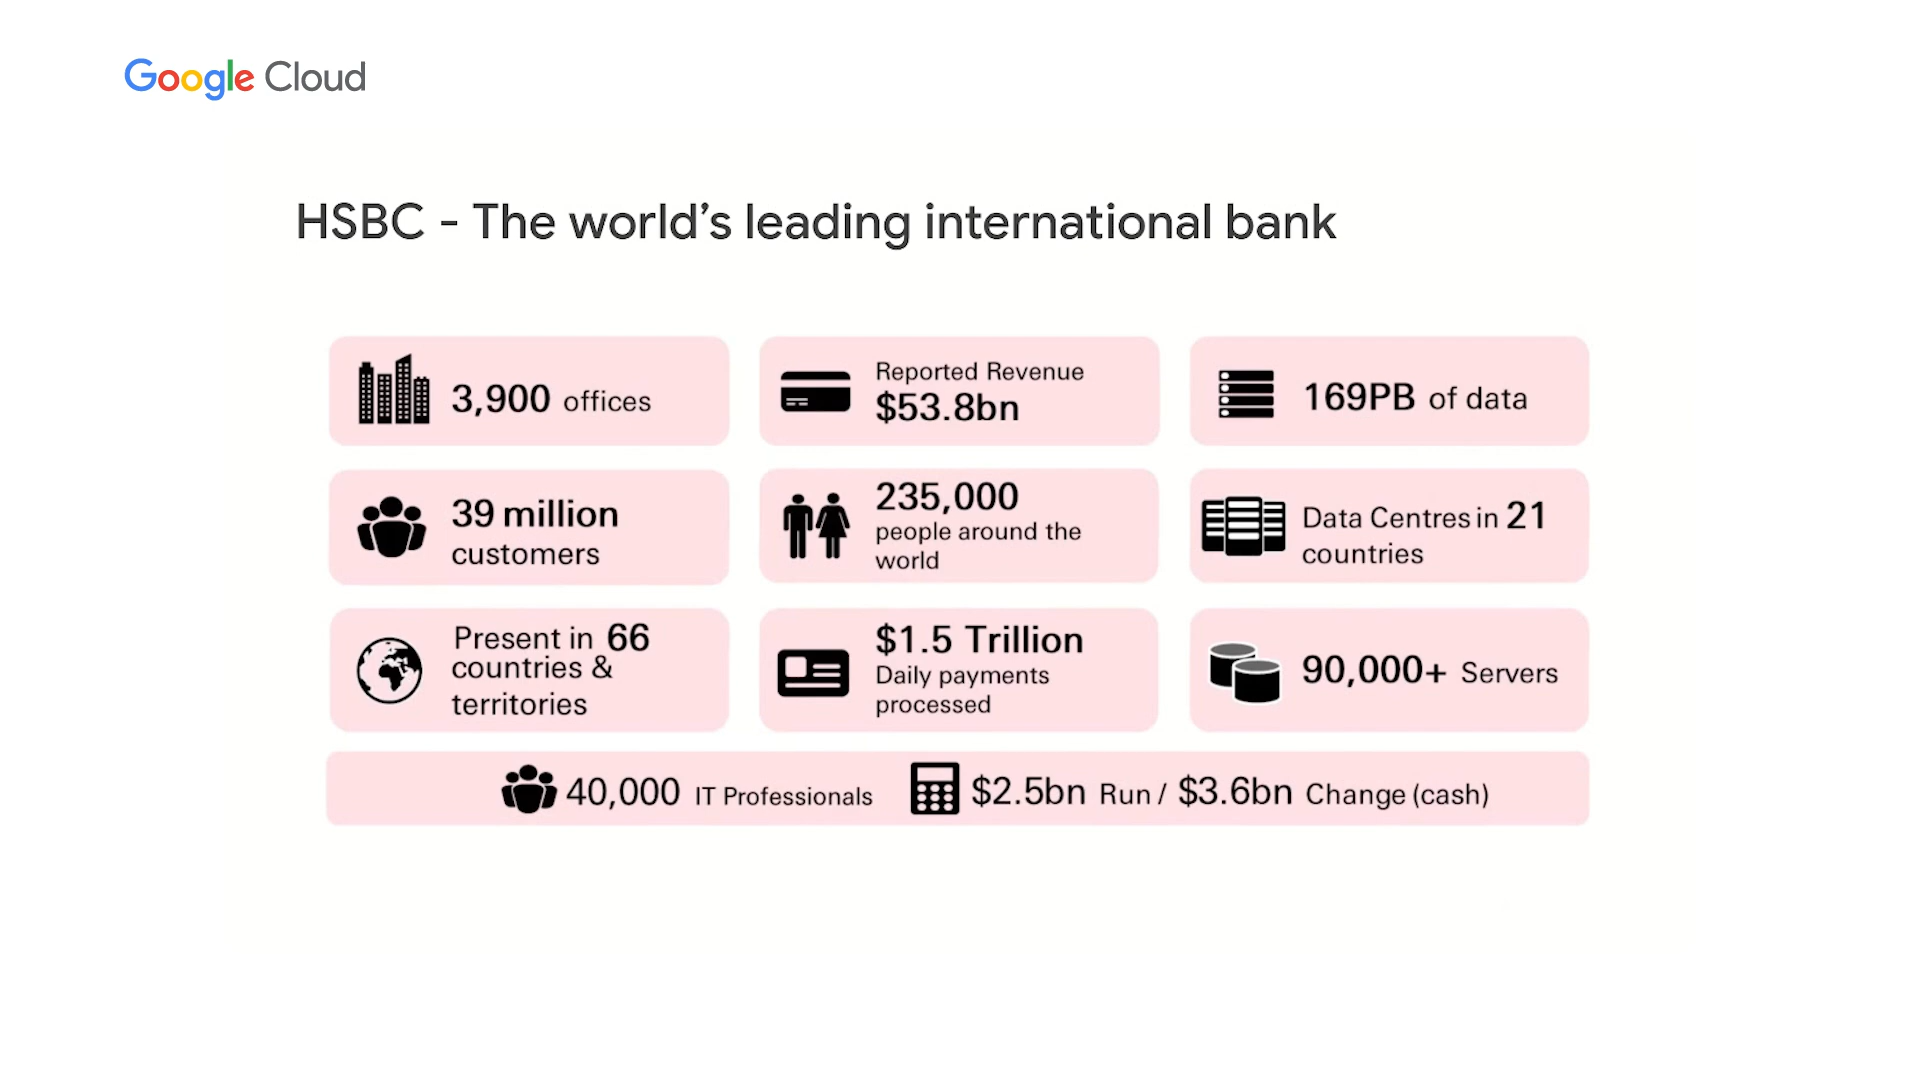 Google Cloud
HSBC - The world's leading international bank
3,900 offices
Reported Revenue
$53.8bn
169PB of data
39 million
customers
235,000
people around the
world
Data Centres in 21
countries
Present in 66
countries &
territories
$1.5 Trillion
Daily payments
processed
90,000+ Servers
40,000 IT Professionals
$2.5bn Run / $3.6bn Change (cash)